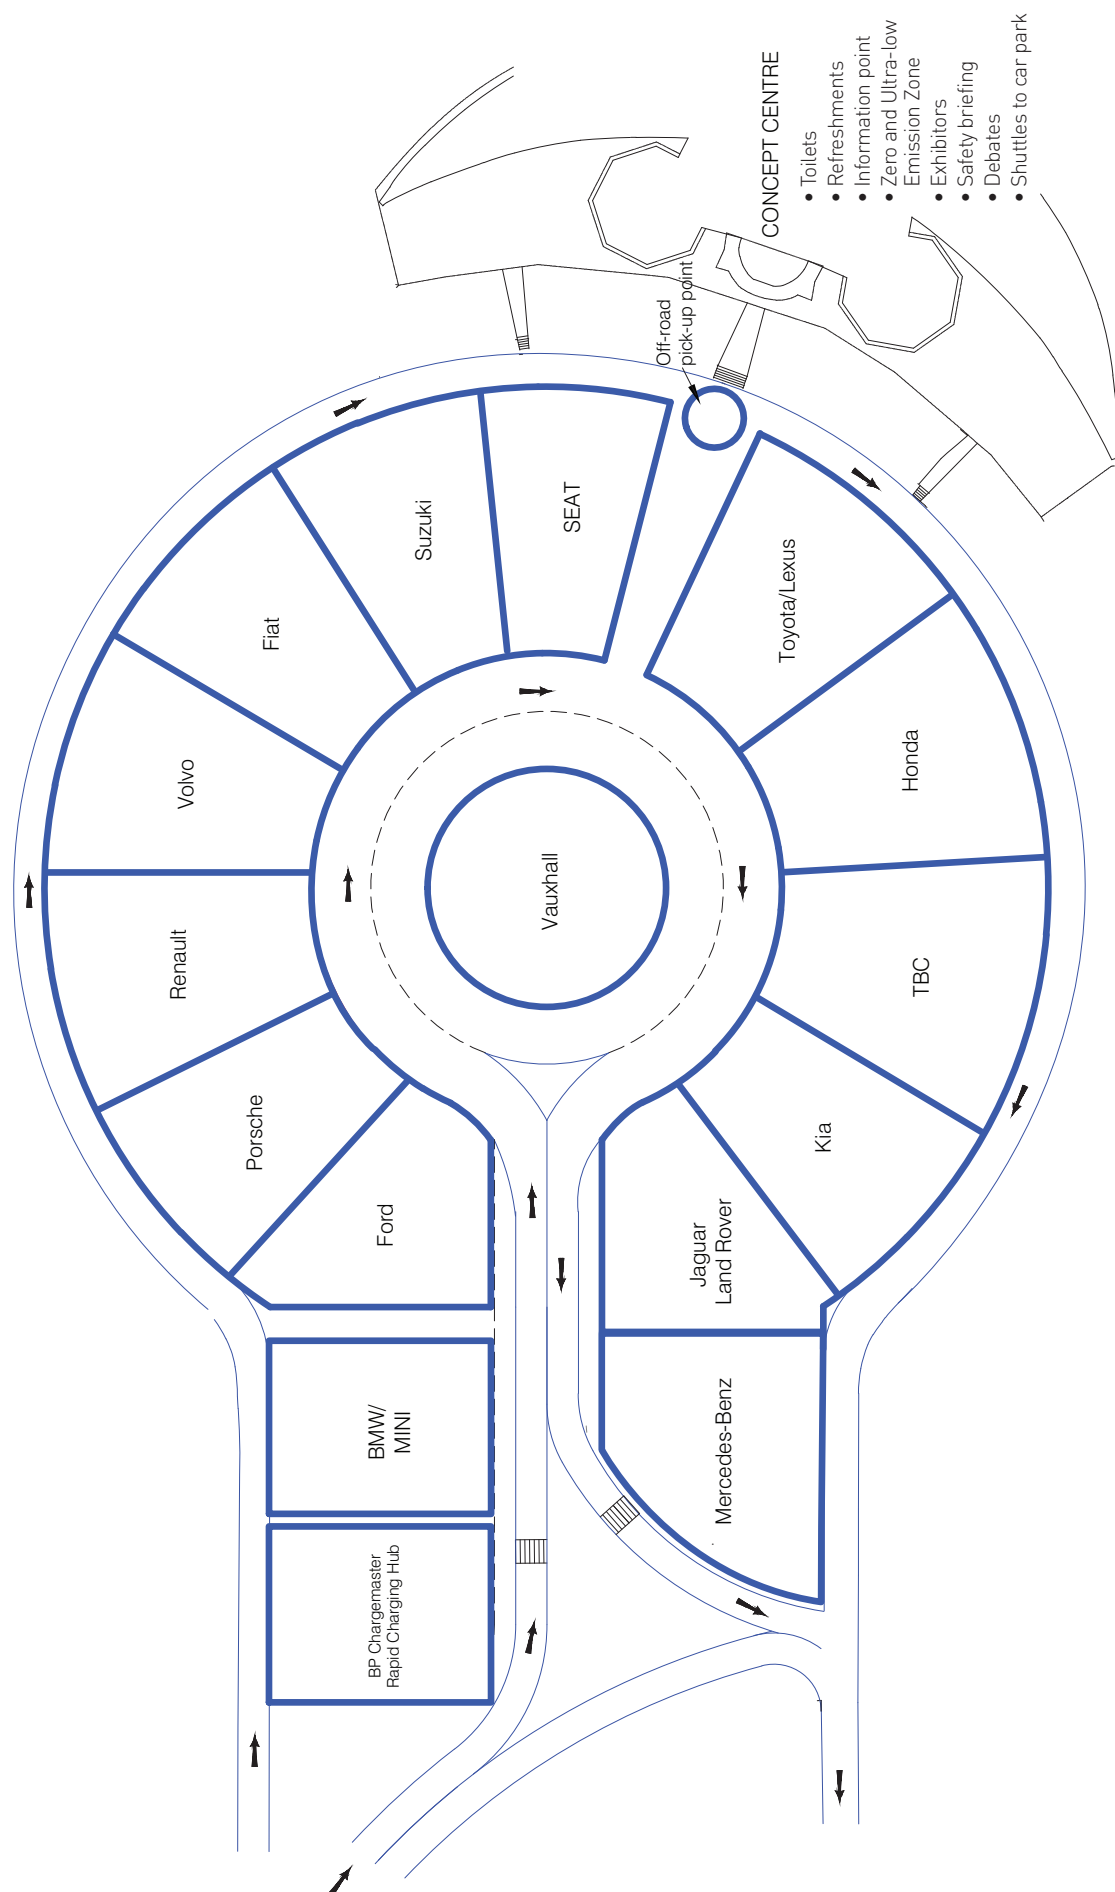 CONCEPT CENTRE
• Toilets
• Refreshments
• Information point
• Zero and Ultra-low
Emission Zone
• Exhibitors
• Safety briefing
• Debates
• Shuttles to car park
Off-road
pick-up point
SEAT
Suzuki
Fiat
Volvo
Renault
Porsche
Ford
BMW/
MINI
BP Chargemaster
Rapid Charging Hub
Vauxhall
Toyota/Lexus
Honda
TBC
Kia
Jaguar
Land Rover
Mercedes-Benz